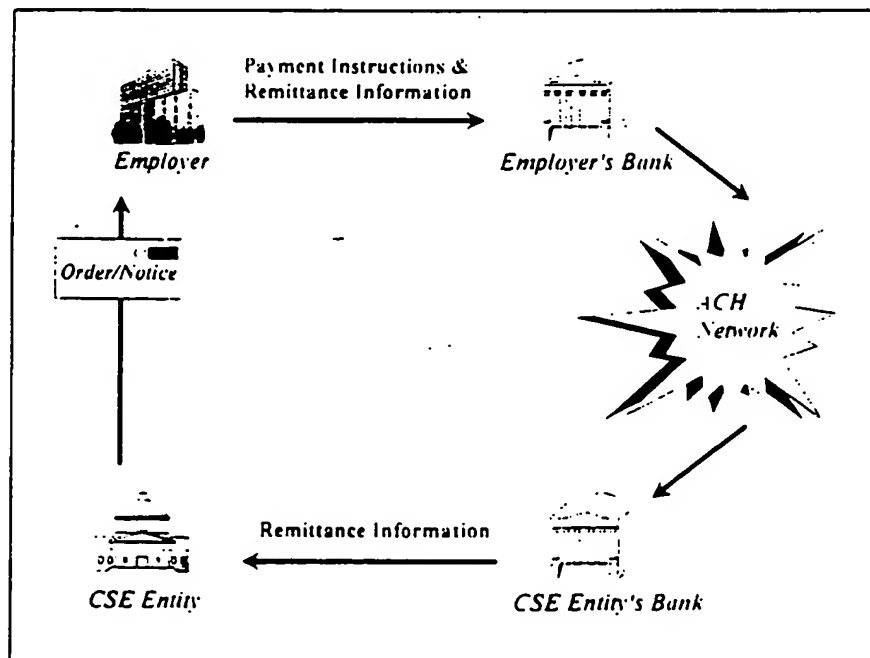 Payment Instructions &
Remittance Information
Employer
Employer's Bank
Order/Notice
ACH
Network
Remittance Information
CSE Entity
CSE Entity's Bank